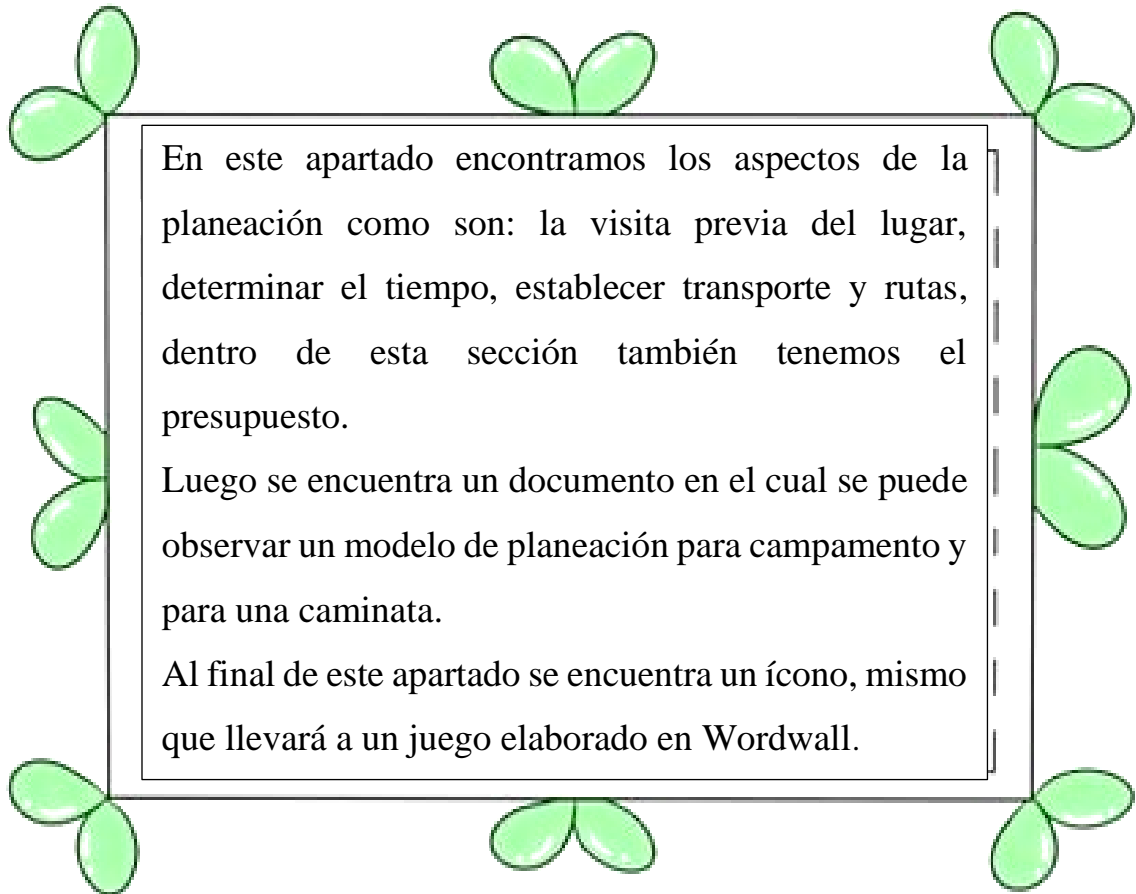 En este apartado encontramos los aspectos de la
planeación como son: la visita previa del lugar,
determinar el tiempo, establecer transporte y rutas,
dentro de esta sección también tenemos el
presupuesto.
Luego se encuentra un documento en el cual se puede
observar un modelo de planeación para campamento y
para una caminata.
Al final de este apartado se encuentra un ícono, mismo
que llevará a un juego elaborado en Wordwall.